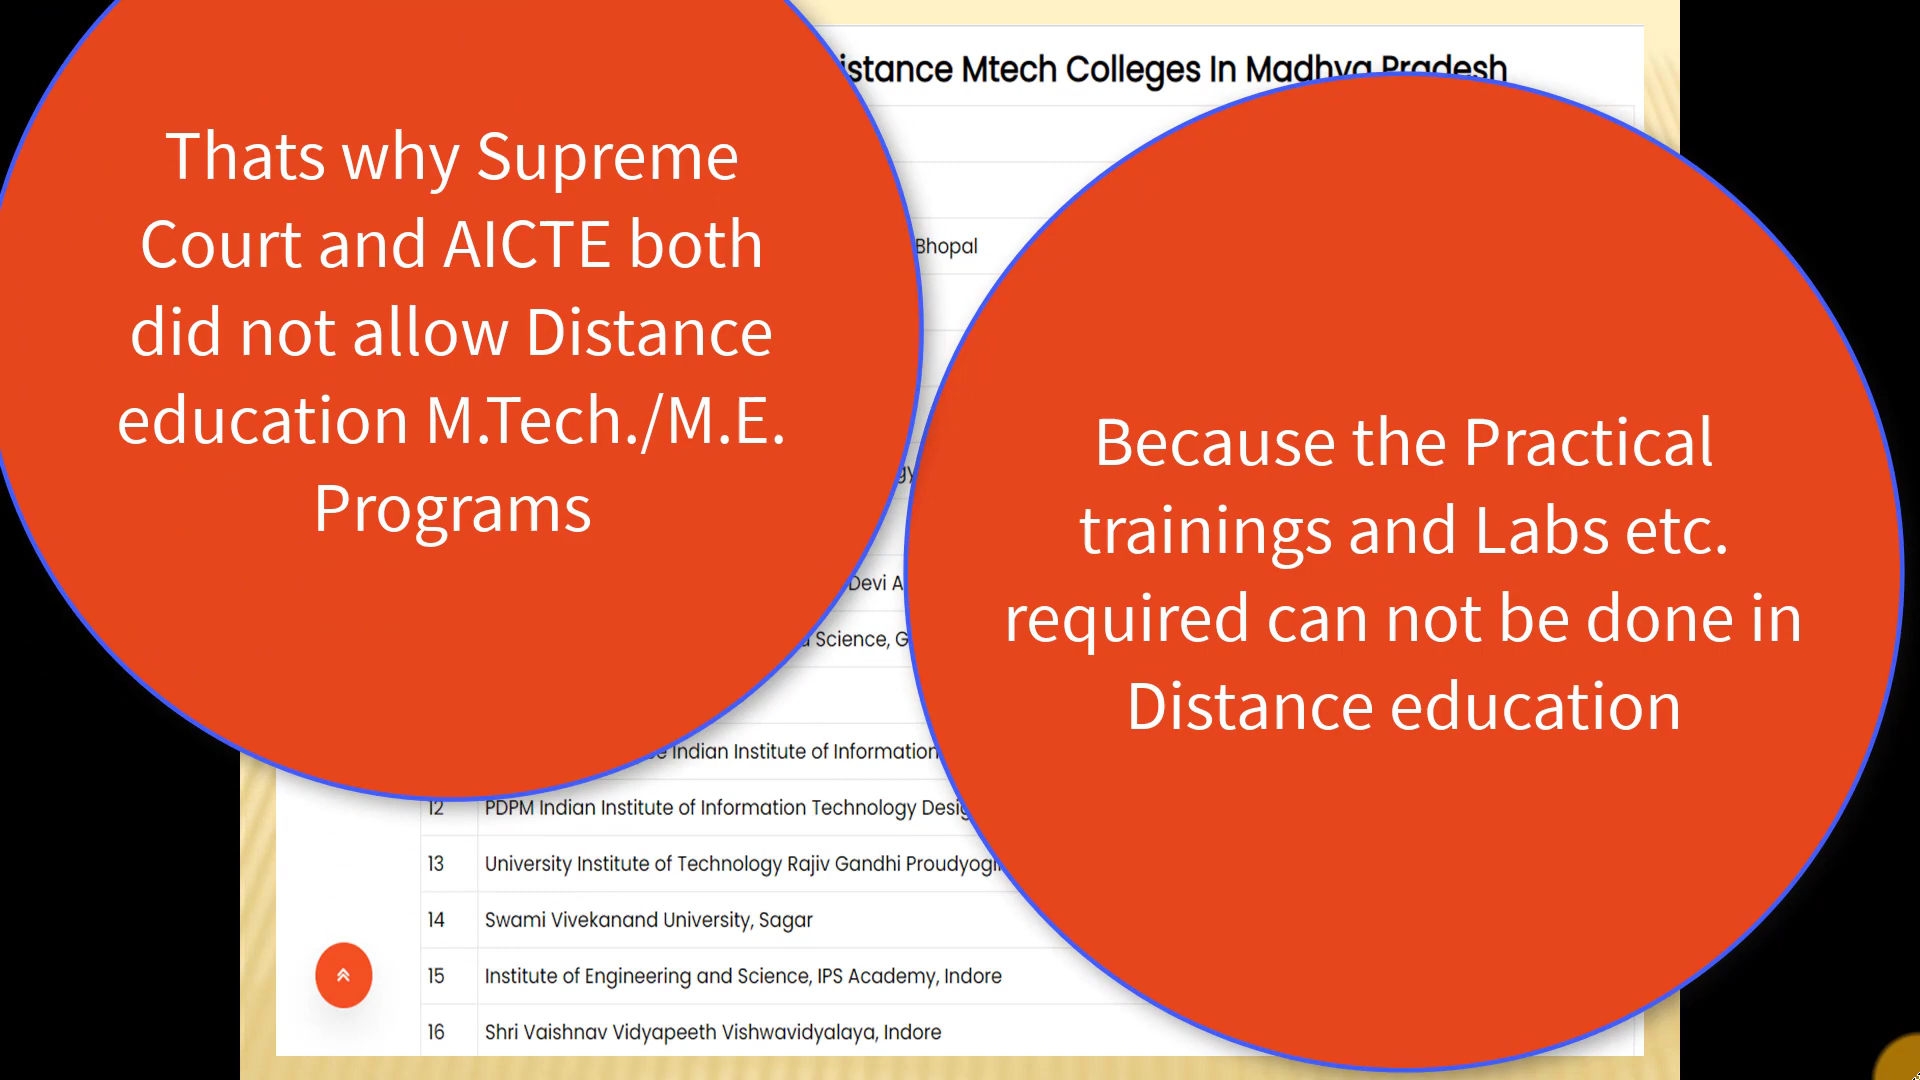 istance Mtech Colleges In Madhya Pradesh
Thats why Supreme
Court and AICTE both
did not allow Distance
education M.Tech./M.E.
Programs
Because the Practical
trainings and Labs etc.
required can not be done in
Distance education
Bhopal
gy
Devi A
Science, G
Indian Institute of Information
12 PDPM Indian Institute of Information Technology Desig
13 University Institute of Technology Rajiv Gandhi Proudyogi
14 Swami Vivekanand University, Sagar
15 Institute of Engineering and Science, IPS Academy, Indore
16 Shri Vaishnav Vidyapeeth Vishwavidyalaya, Indore